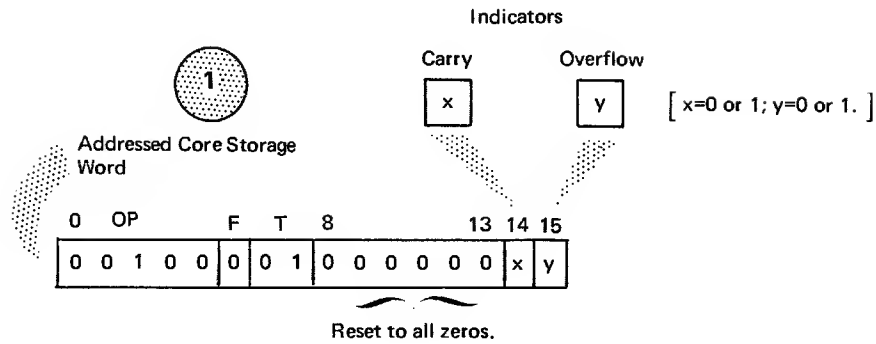 Indicators
Carry Overflow
1
x y [ x=0 or 1; y=0 or 1. ]
Addressed Core Storage
Word
0 OP F T 8 13 14 15
0 0 1 0 0 0 0 1 0 0 0 0 0 0 x y
Reset to all zeros.